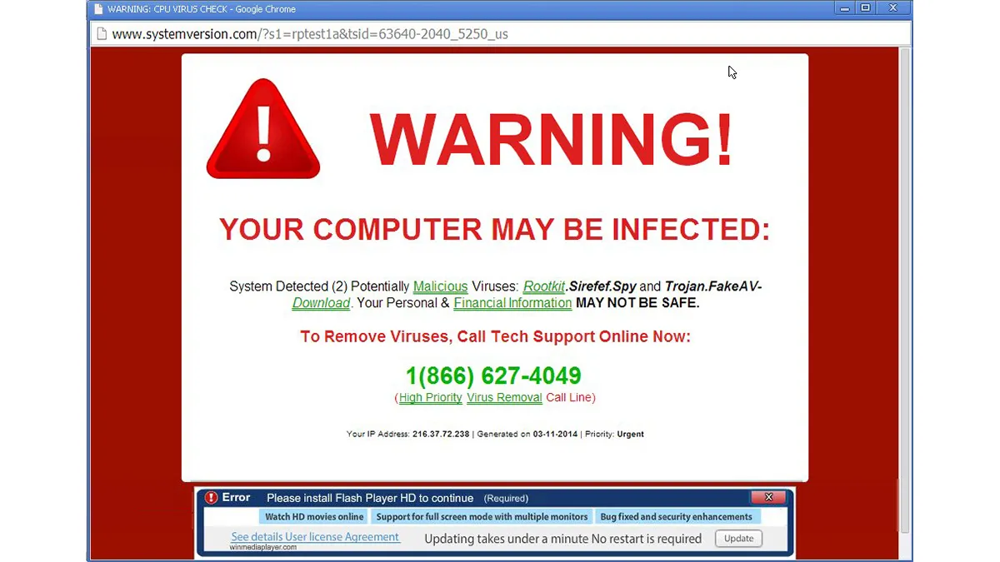 WARNING: CPU VIRUS CHECK - Google Chrome
www.systemversion.com/?s1=rptest1a&tsid=63640-2040_5250_us
WARNING!
YOUR COMPUTER MAY BE INFECTED:
System Detected (2) Potentially Malicious Viruses: Rootkit.Sirefef.Spy and Trojan.FakeAV-
Download. Your Personal & Financial Information MAY NOT BE SAFE.
To Remove Viruses, Call Tech Support Online Now:
1(866) 627-4049
(High Priority Virus Removal Call Line)
Your IP Address: 216.37.72.238 | Generated on 03-11-2014 | Priority: Urgent
Error Please install Flash Player HD to continue (Required)
Watch HD movies online Support for full screen mode with multiple monitors Bug fixed and security enhancements
See details User license Agreement Updating takes under a minute No restart is required Update
winmediaplayer.com